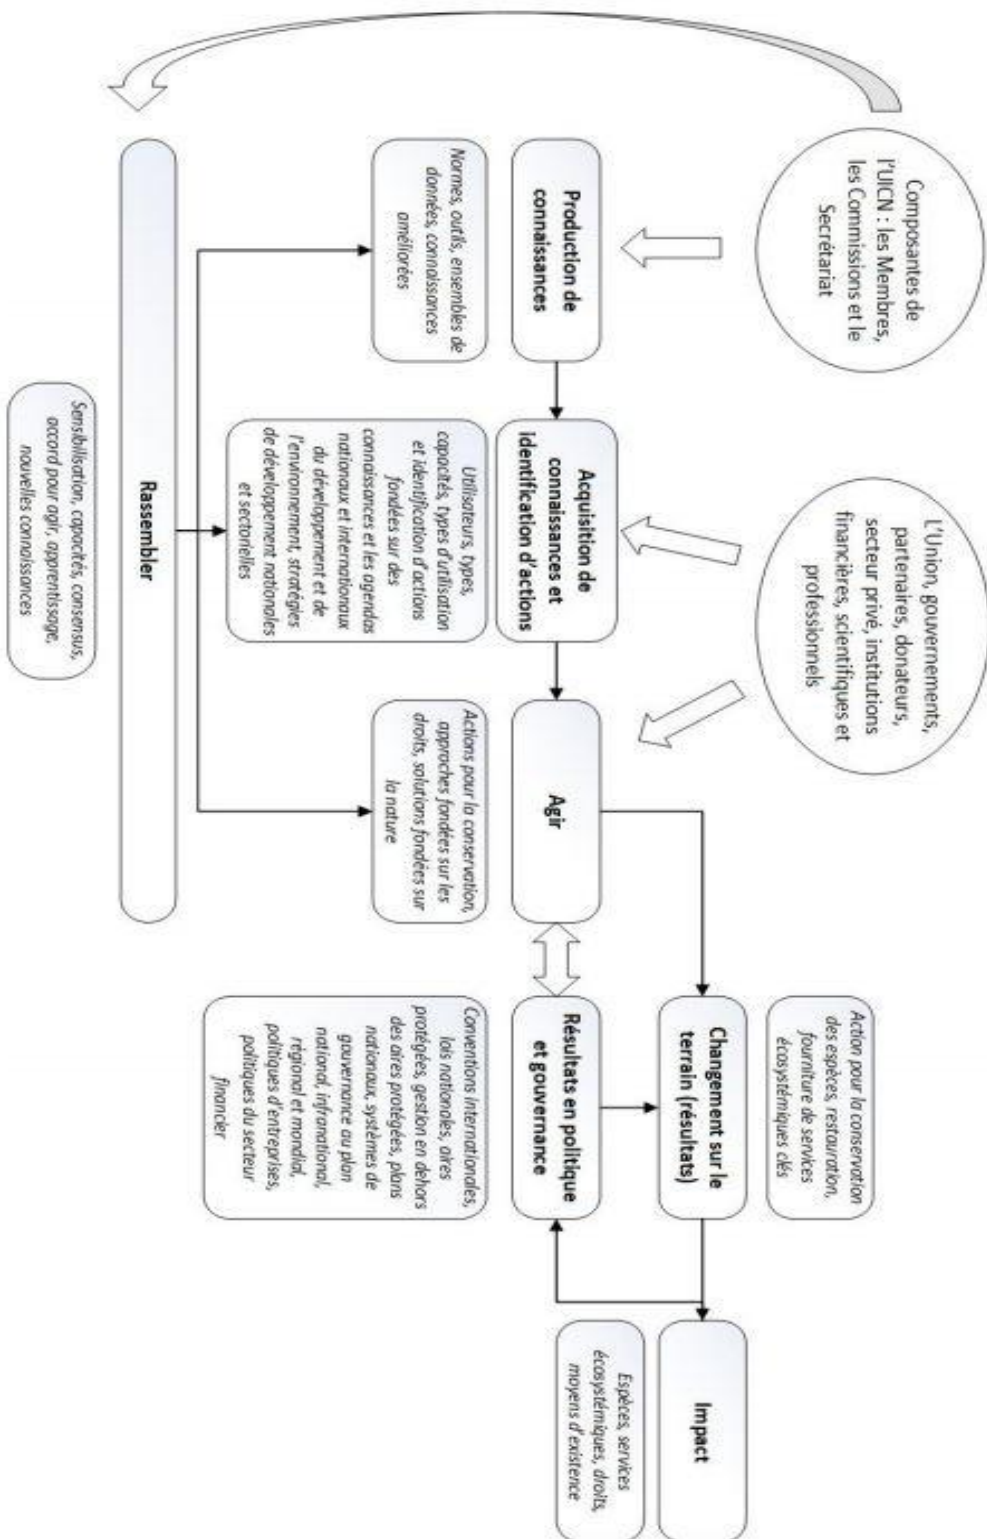 Composantes de
l'UICN : les Membres,
les Commissions et le
Secrétariat
L'Union, gouvernements,
partenaires, donateurs,
secteur privé, institutions
financières, scientifiques et
professionnels
Action pour la conservation
des espèces, restauration,
fourniture de services
écosystémiques clés
Changement sur le
terrain (résultats)
Impact
Espèces, services
écosystémiques, droits,
moyens d'existence
Production de
connaissances
Normes, outils, ensembles de
données, connaissances
améliorées
Acquisition de
connaissances et
identification d'actions
Utilisateurs, types,
capacités, types d'utilisation
et identification d'actions
fondées sur des
connaissances et les agendas
nationaux et internationaux
du développement et de
l'environnement, stratégies
de développement nationales
et sectorielles
Agir
Actions pour la conservation,
approches fondées sur les
droits, solutions fondées sur
la nature
Résultats en politique
et gouvernance
Conventions internationales,
lois nationales, aires
protégées, gestion en dehors
des aires protégées, plans
nationaux, systèmes de
gouvernance au plan
national, infranational,
régional et mondial,
politiques d'entreprises,
politiques du secteur
financier
Rassembler
Sensibilisation, capacités, consensus,
accord pour agir, apprentissage,
nouvelles connaissances